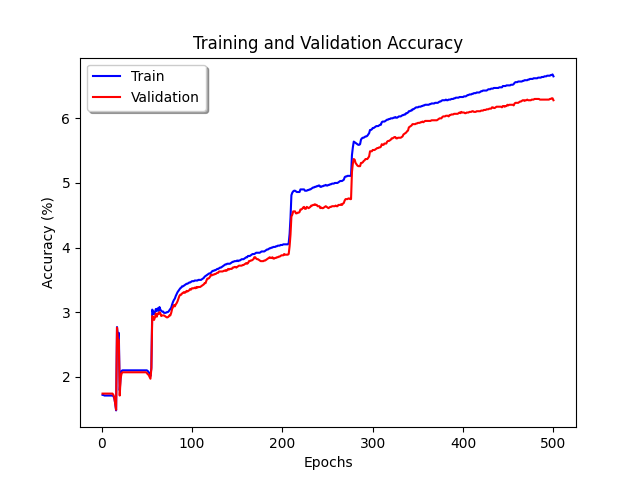 Training and Validation Accuracy
Train
Validation
Accuracy (%)
6
5
4
3
2
0 100 200 300 400 500
Epochs